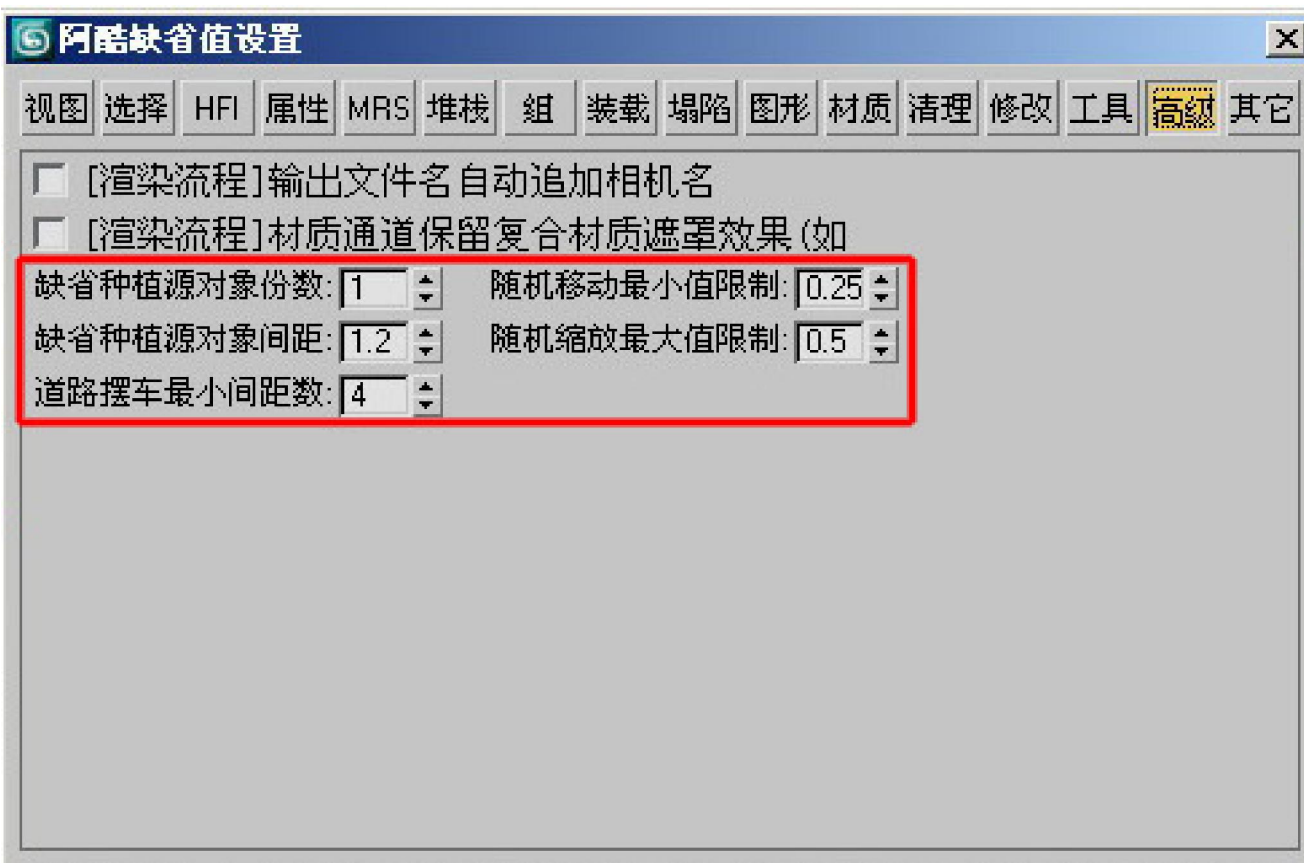 阿酷缺省值设置
视图 选择 HFI 属性 MRS 堆栈 组 装载 塌陷 图形 材质 清理 修改 工具 高级 其它
[渲染流程]输出文件名自动追加相机名
[渲染流程]材质通道保留复合材质遮罩效果(如
缺省种植源对象份数: 1 随机移动最小值限制: 0.25
缺省种植源对象间距: 1.2 随机缩放最大值限制: 0.5
道路摆车最小间距数: 4